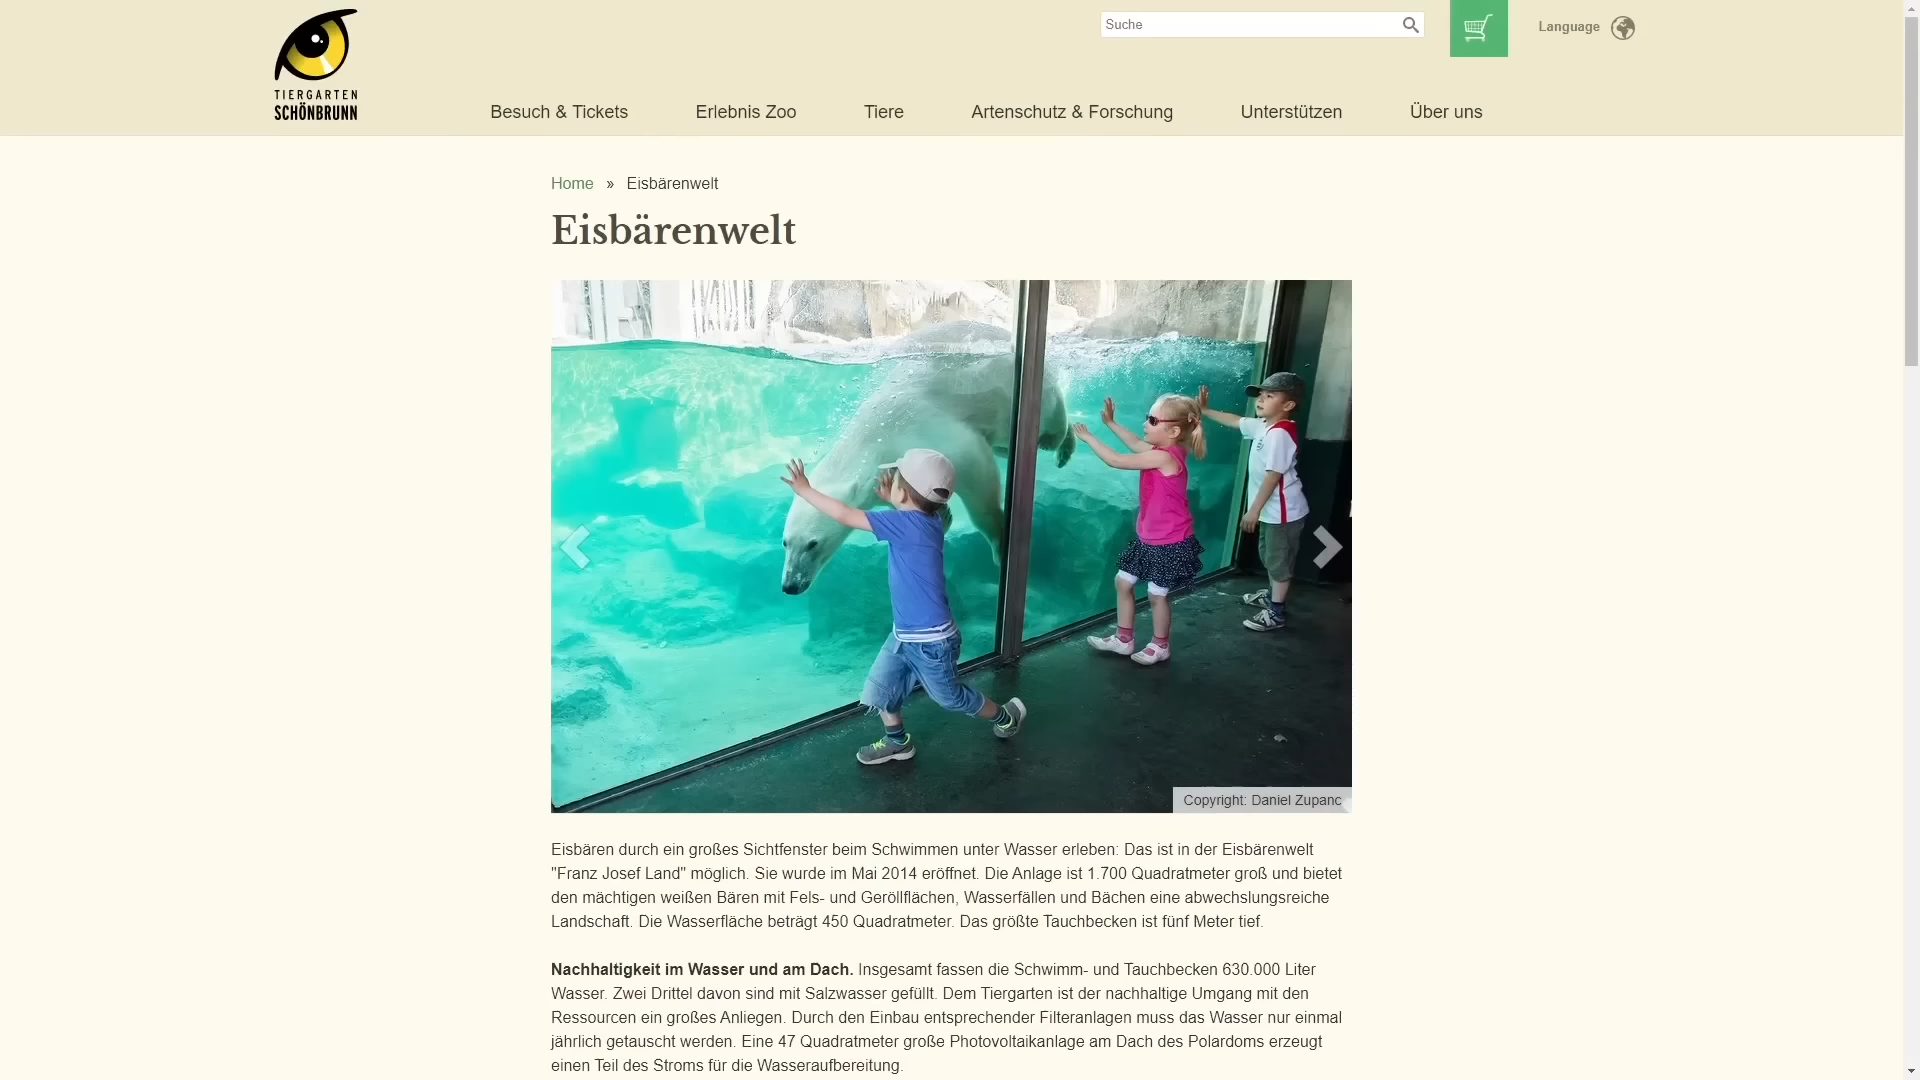 Suche
Language
TIERGARTEN
SCHÖNBRUNN
Besuch & Tickets
Erlebnis Zoo
Tiere
Artenschutz & Forschung
Unterstützen
Über uns
Home » Eisbärenwelt
Eisbärenwelt
Copyright: Daniel Zupanc
Eisbären durch ein großes Sichtfenster beim Schwimmen unter Wasser erleben: Das ist in der Eisbärenwelt
"Franz Josef Land" möglich. Sie wurde im Mai 2014 eröffnet. Die Anlage ist 1.700 Quadratmeter groß und bietet
den mächtigen weißen Bären mit Fels- und Geröllflächen, Wasserfällen und Bächen eine abwechslungsreiche
Landschaft. Die Wasserfläche beträgt 450 Quadratmeter. Das größte Tauchbecken ist fünf Meter tief.
Nachhaltigkeit im Wasser und am Dach. Insgesamt fassen die Schwimm- und Tauchbecken 630.000 Liter
Wasser. Zwei Drittel davon sind mit Salzwasser gefüllt. Dem Tiergarten ist der nachhaltige Umgang mit den
Ressourcen ein großes Anliegen. Durch den Einbau entsprechender Filteranlagen muss das Wasser nur einmal
jährlich getauscht werden. Eine 47 Quadratmeter große Photovoltaikanlage am Dach des Polardoms erzeugt
einen Teil des Stroms für die Wasseraufbereitung.